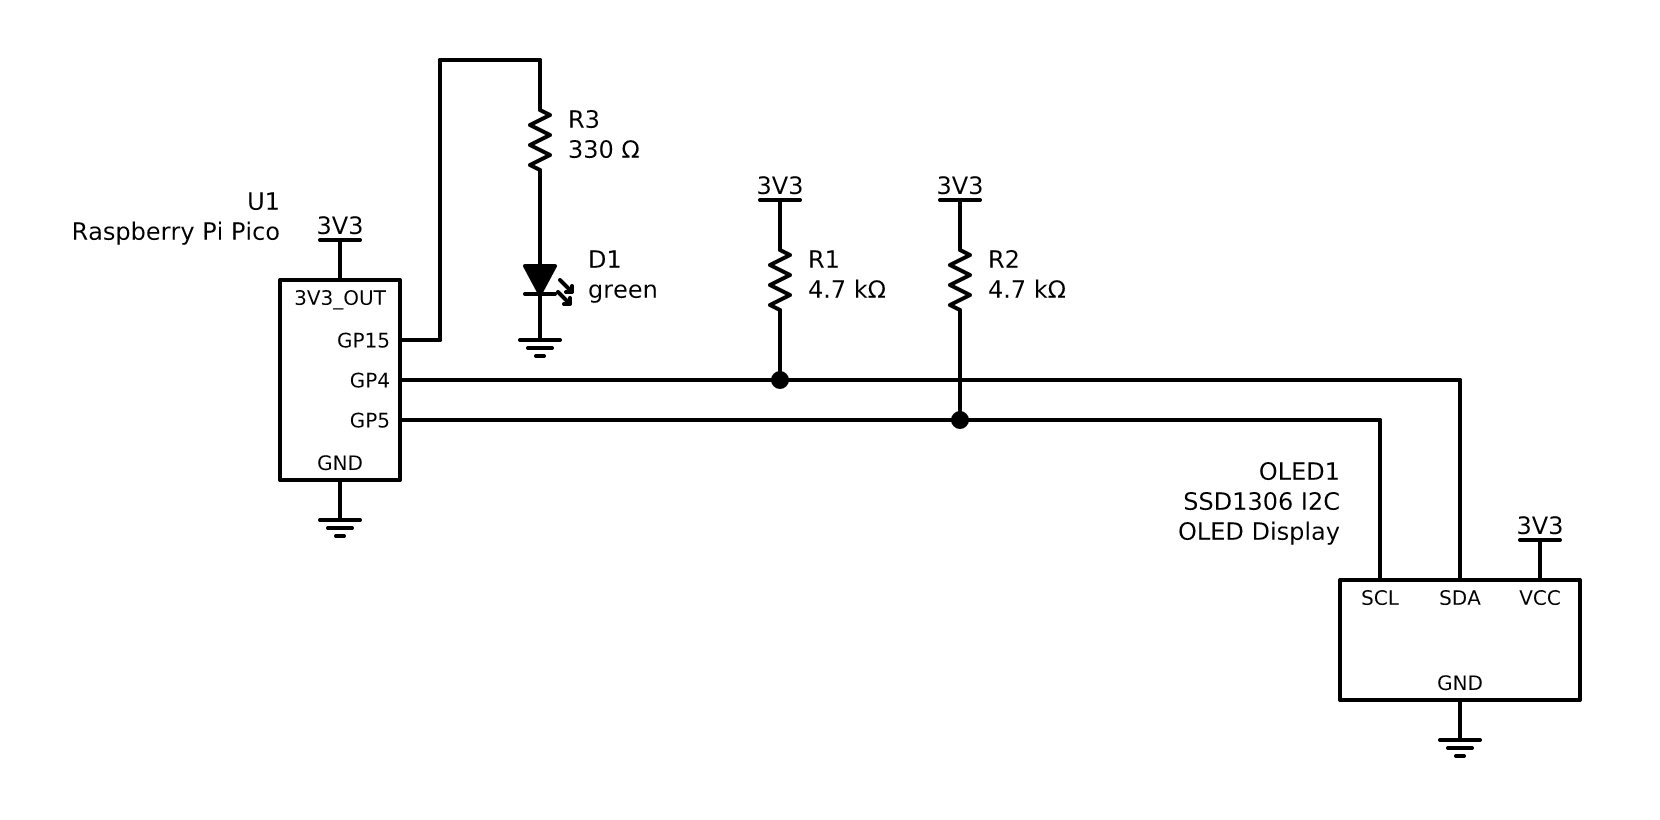 R3
330 Ω
U1
Raspberry Pi Pico
3V3
3V3
3V3
D1
green
R1
4.7 kΩ
R2
4.7 kΩ
3V3_OUT
GP15
GP4
GP5
GND
OLED1
SSD1306 I2C
OLED Display
3V3
SCL
SDA
VCC
GND